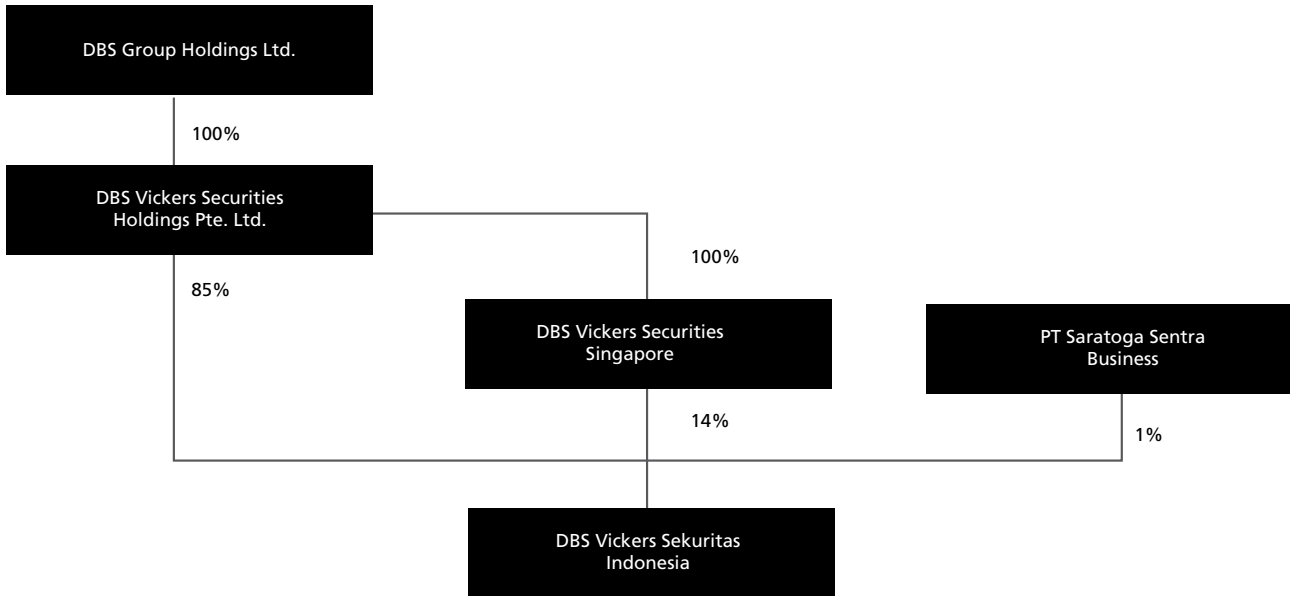 DBS Group Holdings Ltd.
100%
DBS Vickers Securities
Holdings Pte. Ltd.
85%
100%
DBS Vickers Securities
Singapore
PT Saratoga Sentra
Business
14%
1%
DBS Vickers Sekuritas
Indonesia